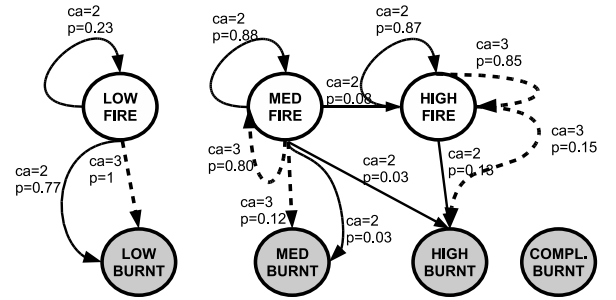 ca=2
p=0.23
LOW
FIRE
ca=2
p=0.77
ca=3
p=1
LOW
BURNT
ca=2
p=0.88
MED
FIRE
ca=2
p=0.08
ca=3
p=0.80
ca=3
p=0.12
ca=2
p=0.03
ca=2
p=0.03
MED
BURNT
ca=2
p=0.87
HIGH
FIRE
ca=3
p=0.85
ca=3
p=0.15
ca=2
p=0.13
HIGH
BURNT
COMPL.
BURNT